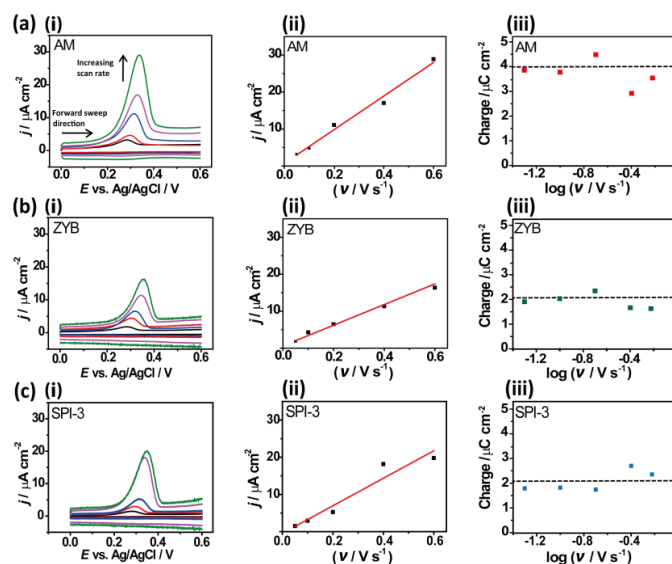 (a) (i) (ii) (iii)
AM AM AM
Increasing
scan rate
Forward sweep
direction
j / μA cm⁻²
30
20
10
0
0.0 0.2 0.4 0.6
E vs. Ag/AgCl / V
j / μA cm⁻²
30
20
10
0
0.0 0.2 0.4 0.6
(ν / V s⁻¹)
Charge / μC cm⁻²
5
4
3
2
1
0
-1.2 -0.8 -0.4
log (ν / V s⁻¹)
(b) (i) (ii) (iii)
ZYB ZYB ZYB
j / μA cm⁻²
30
20
10
0
0.0 0.2 0.4 0.6
E vs. Ag/AgCl / V
j / μA cm⁻²
30
20
10
0
0.0 0.2 0.4 0.6
(ν / V s⁻¹)
Charge / μC cm⁻²
5
4
3
2
1
0
-1.2 -0.8 -0.4
log (ν / V s⁻¹)
(c) (i) (ii) (iii)
SPI-3 SPI-3 SPI-3
j / μA cm⁻²
30
20
10
0
0.0 0.2 0.4 0.6
E vs. Ag/AgCl / V
j / μA cm⁻²
30
20
10
0
0.0 0.2 0.4 0.6
(ν / V s⁻¹)
Charge / μC cm⁻²
5
4
3
2
1
0
-1.2 -0.8 -0.4
log (ν / V s⁻¹)